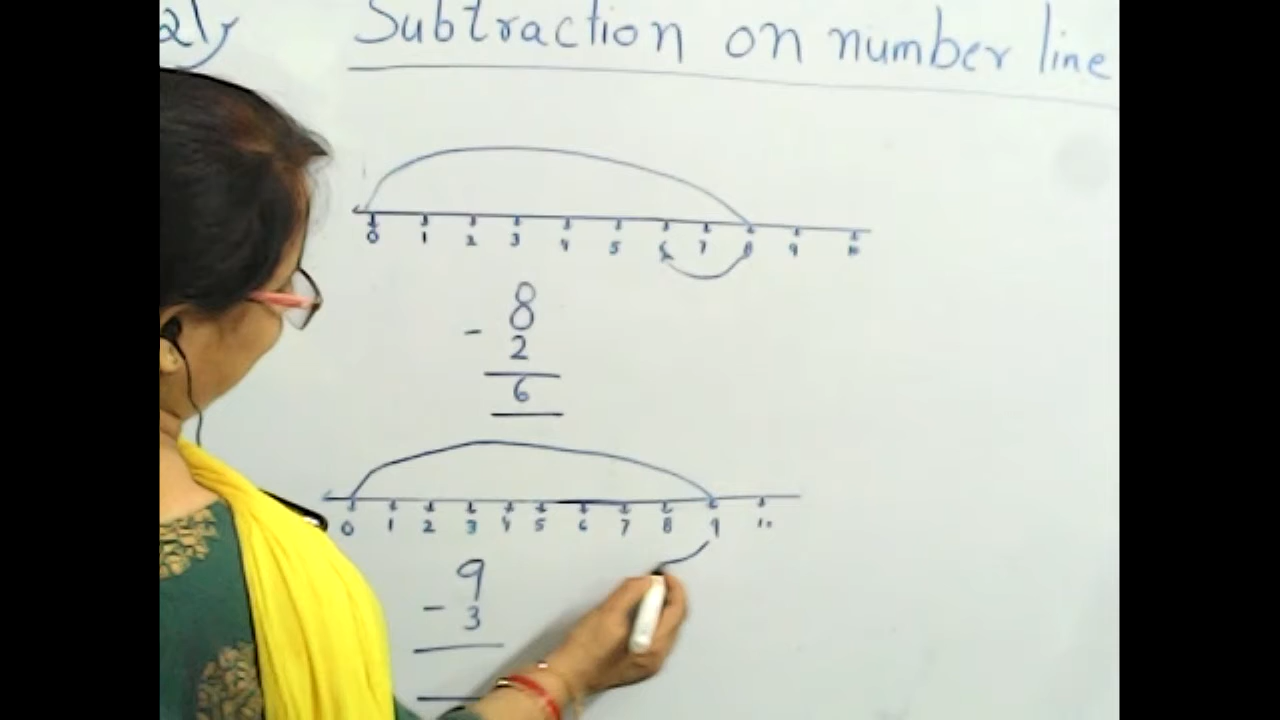 Subtraction on number line
0 1 2 3 4 5 6 7 8 9 10
8
- 2
6
0 1 2 3 4 5 6 7 8 9 10
9
- 3